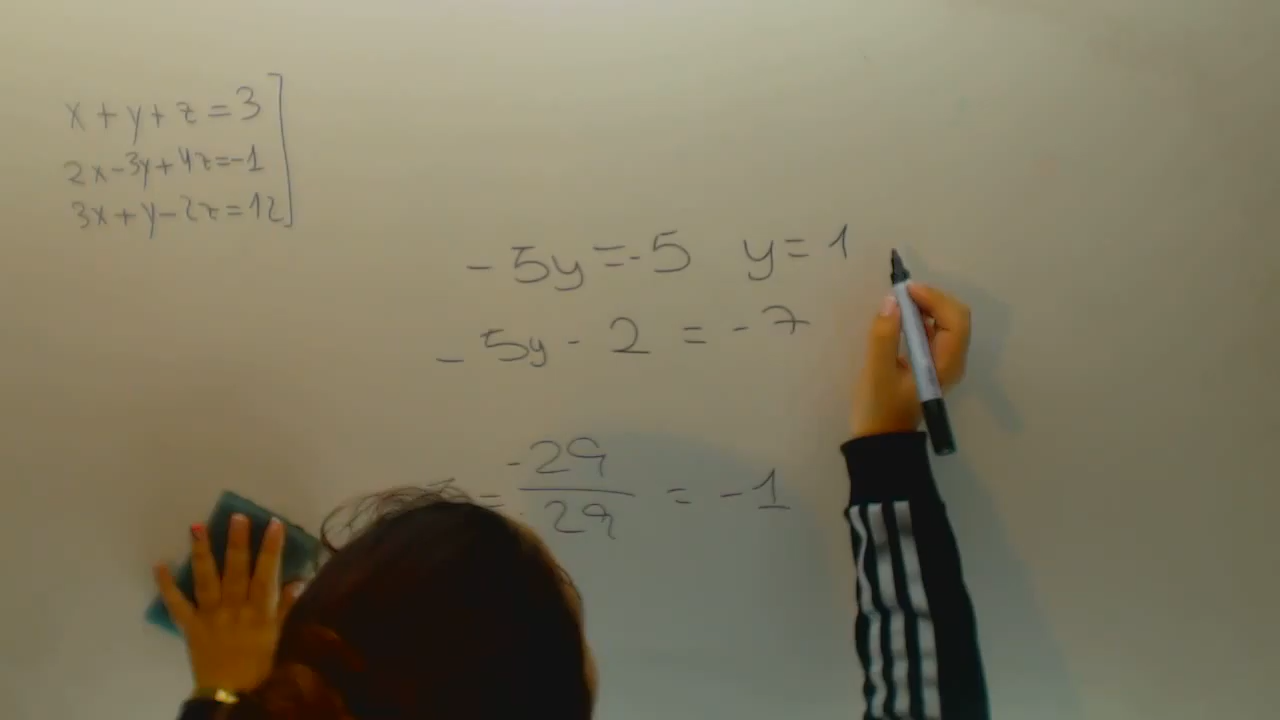 x + y + z = 3
2x - 3y + 4z = -1
3x + y - 2z = 12
- 5y = -5 y = 1
- 5y - 2 = -7
= -29/29 = -1